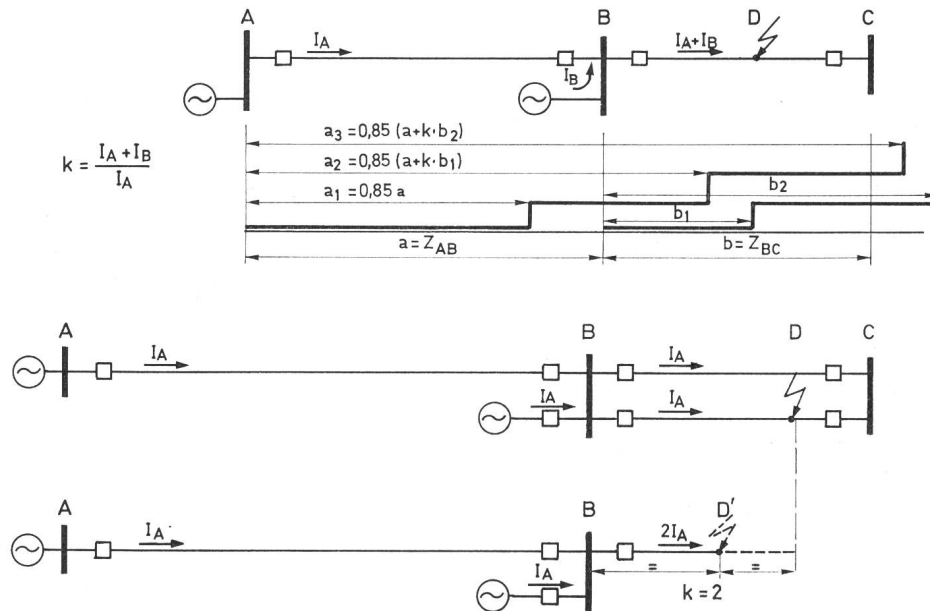 A B D C
I_A I_A+I_B
I_B
a_3 = 0,85 (a+k·b_2)
k = (I_A + I_B) / I_A
a_2 = 0,85 (a+k·b_1)
a_1 = 0,85 a b_2
b_1
a = Z_AB b = Z_BC
A B D C
I_A I_A
I_A I_A
A B D'
I_A 2I_A
= =
I_A k = 2